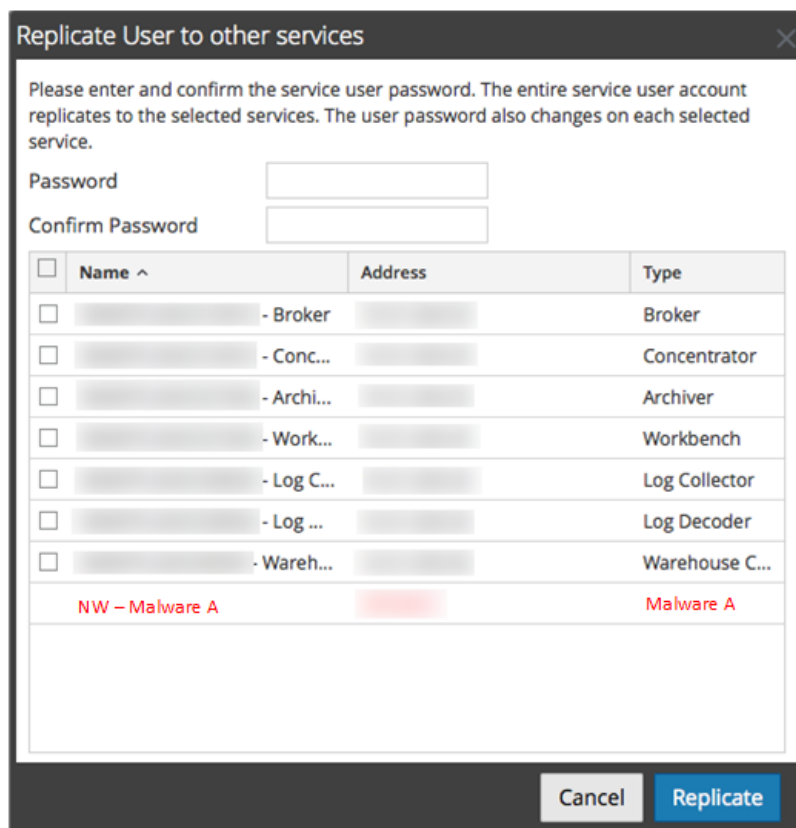 Replicate User to other services
Please enter and confirm the service user password. The entire service user account
replicates to the selected services. The user password also changes on each selected
service.
Password
Confirm Password
Name Address Type
- Broker Broker
- Conc... Concentrator
- Archi... Archiver
- Work... Workbench
- Log C... Log Collector
- Log ... Log Decoder
- Wareh... Warehouse C...
NW – Malware A Malware A
Cancel Replicate